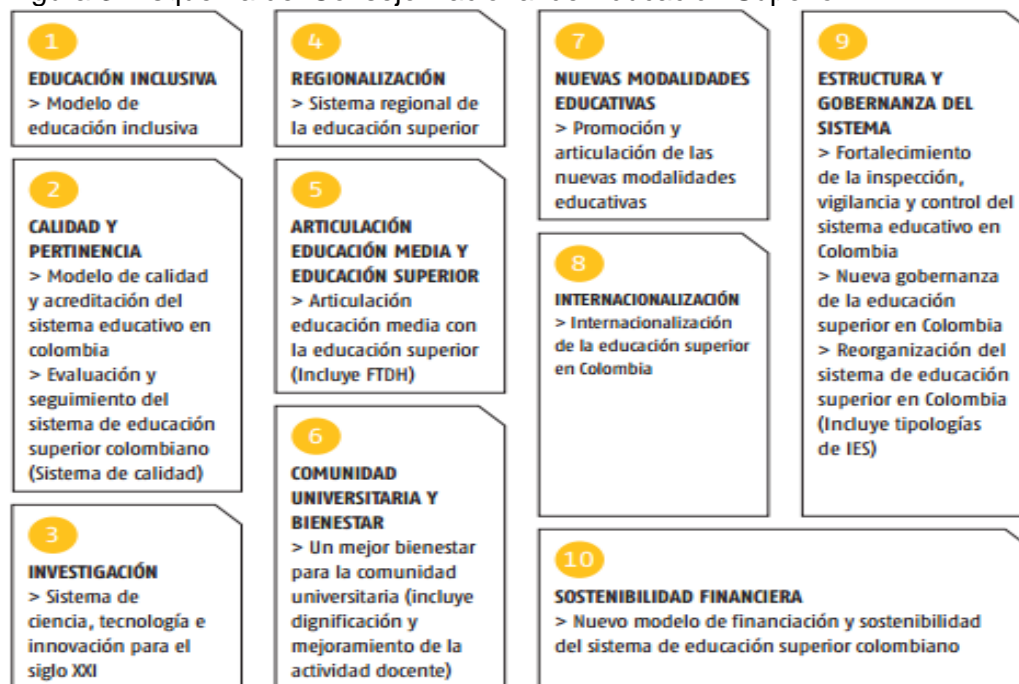 1
EDUCACIÓN INCLUSIVA
> Modelo de
educación inclusiva
2
CALIDAD Y
PERTINENCIA
> Modelo de calidad
y acreditación del
sistema educativo en
colombia
> Evaluación y
seguimiento del
sistema de educación
superior colombiano
(Sistema de calidad)
3
INVESTIGACIÓN
> Sistema de
ciencia, tecnología e
innovación para el
siglo XXI
4
REGIONALIZACIÓN
> Sistema regional de
la educación superior
5
ARTICULACIÓN
EDUCACIÓN MEDIA Y
EDUCACIÓN SUPERIOR
> Articulación
educación media con
la educación superior
(Incluye FTDH)
6
COMUNIDAD
UNIVERSITARIA Y
BIENESTAR
> Un mejor bienestar
para la comunidad
universitaria (incluye
dignificación y
mejoramiento de la
actividad docente)
7
NUEVAS MODALIDADES
EDUCATIVAS
> Promoción y
articulación de las
nuevas modalidades
educativas
8
INTERNACIONALIZACIÓN
> Internacionalización
de la educación superior
en Colombia
9
ESTRUCTURA Y
GOBERNANZA DEL
SISTEMA
> Fortalecimiento
de la inspección,
vigilancia y control del
sistema educativo en
Colombia
> Nueva gobernanza
de la educación
superior en Colombia
> Reorganización del
sistema de educación
superior en Colombia
(Incluye tipologías
de IES)
10
SOSTENIBILIDAD FINANCIERA
> Nuevo modelo de financiación y sostenibilidad
del sistema de educación superior colombiano